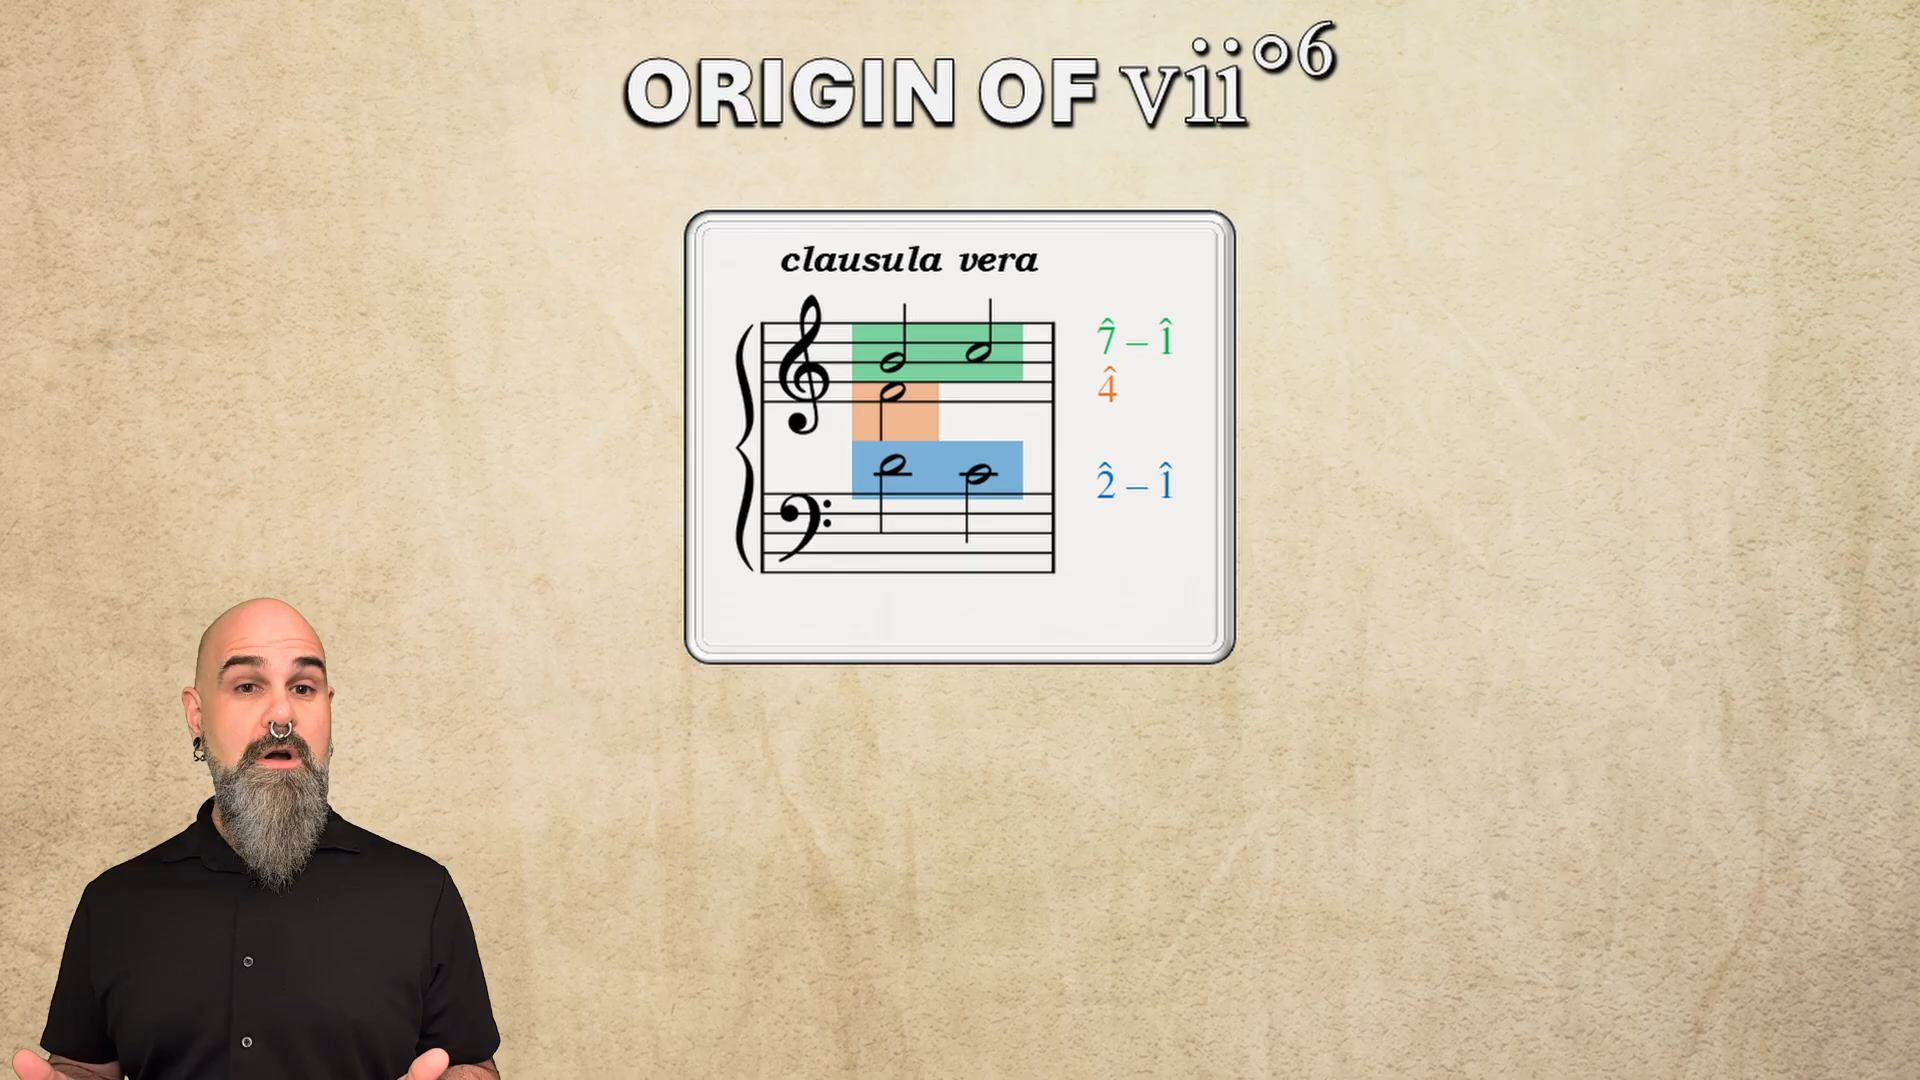 ORIGIN OF vii°⁶
clausula vera
7̂ – 1̂
4̂
2̂ – 1̂